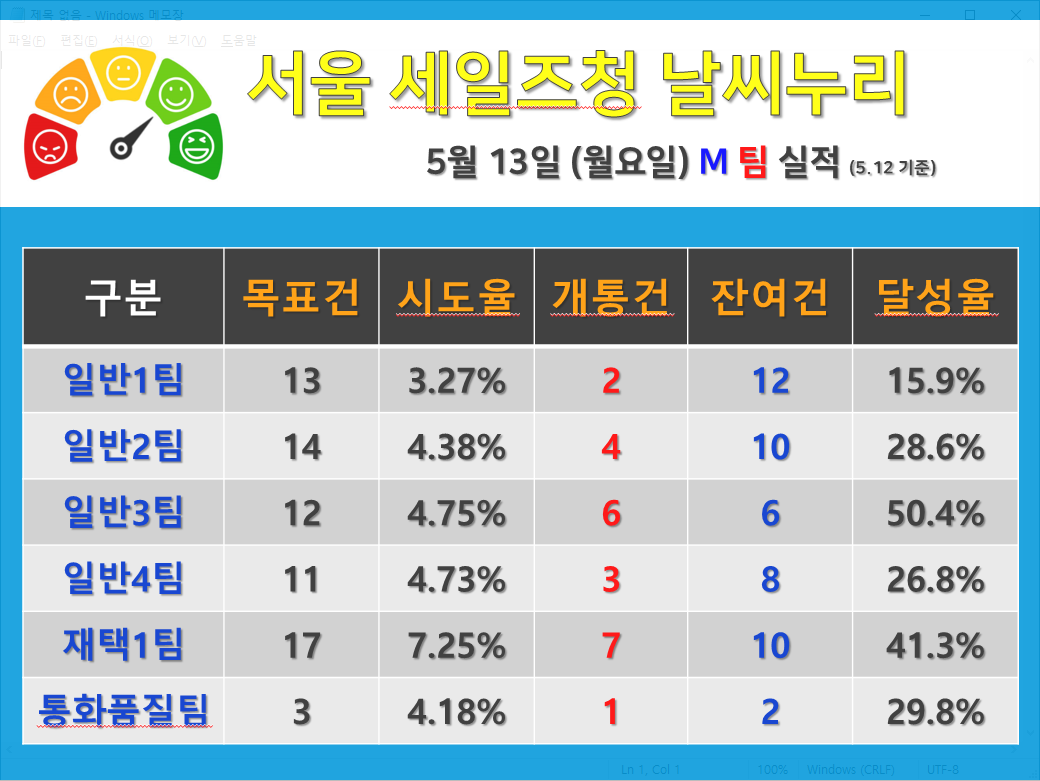 제목 없음 - Windows 메모장
파일(F) 편집(E) 서식(O) 보기(V) 도움말
서울 세일즈청 날씨누리
5월 13일 (월요일) M 팀 실적 (5.12 기준)
구분 목표건 시도율 개통건 잔여건 달성율
일반1팀 13 3.27% 2 12 15.9%
일반2팀 14 4.38% 4 10 28.6%
일반3팀 12 4.75% 6 6 50.4%
일반4팀 11 4.73% 3 8 26.8%
재택1팀 17 7.25% 7 10 41.3%
통화품질팀 3 4.18% 1 2 29.8%
Ln 1, Col 1 100% Windows (CRLF) UTF-8